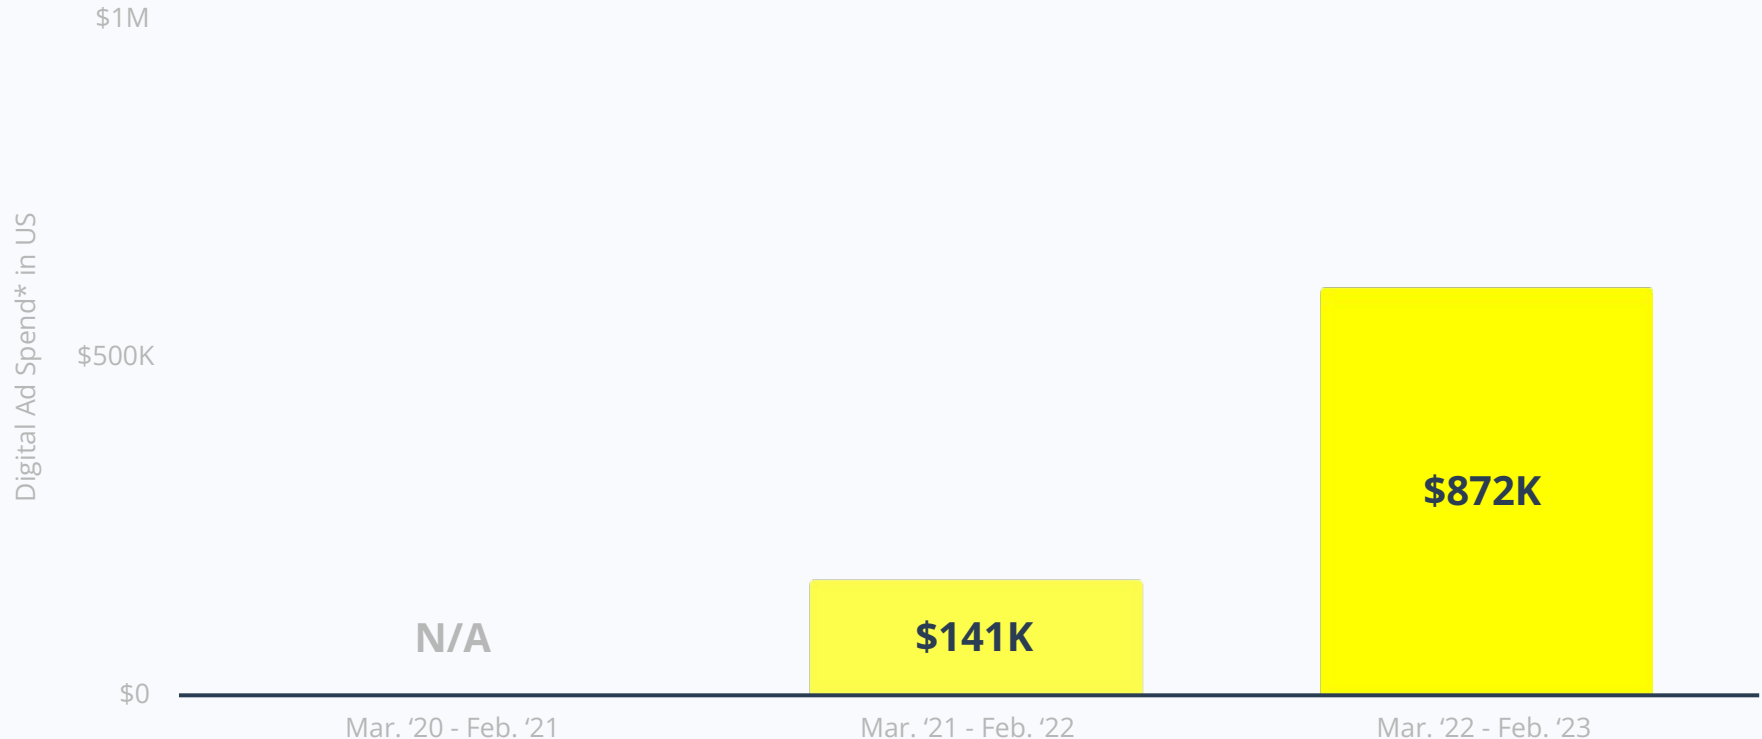 $1M
Digital Ad Spend* in US
$500K
$872K
$141K
N/A
$0
Mar. ‘20 - Feb. ‘21
Mar. ‘21 - Feb. ‘22
Mar. ‘22 - Feb. ‘23